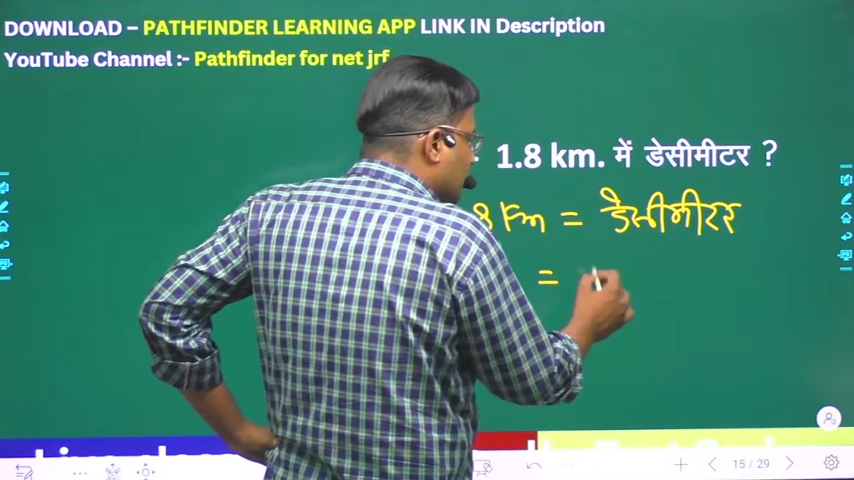 DOWNLOAD – PATHFINDER LEARNING APP LINK IN Description
YouTube Channel :- Pathfinder for net jrf
1.8 km. में डेसीमीटर ?
8 Km = डेसीमीटर
=
15 / 29